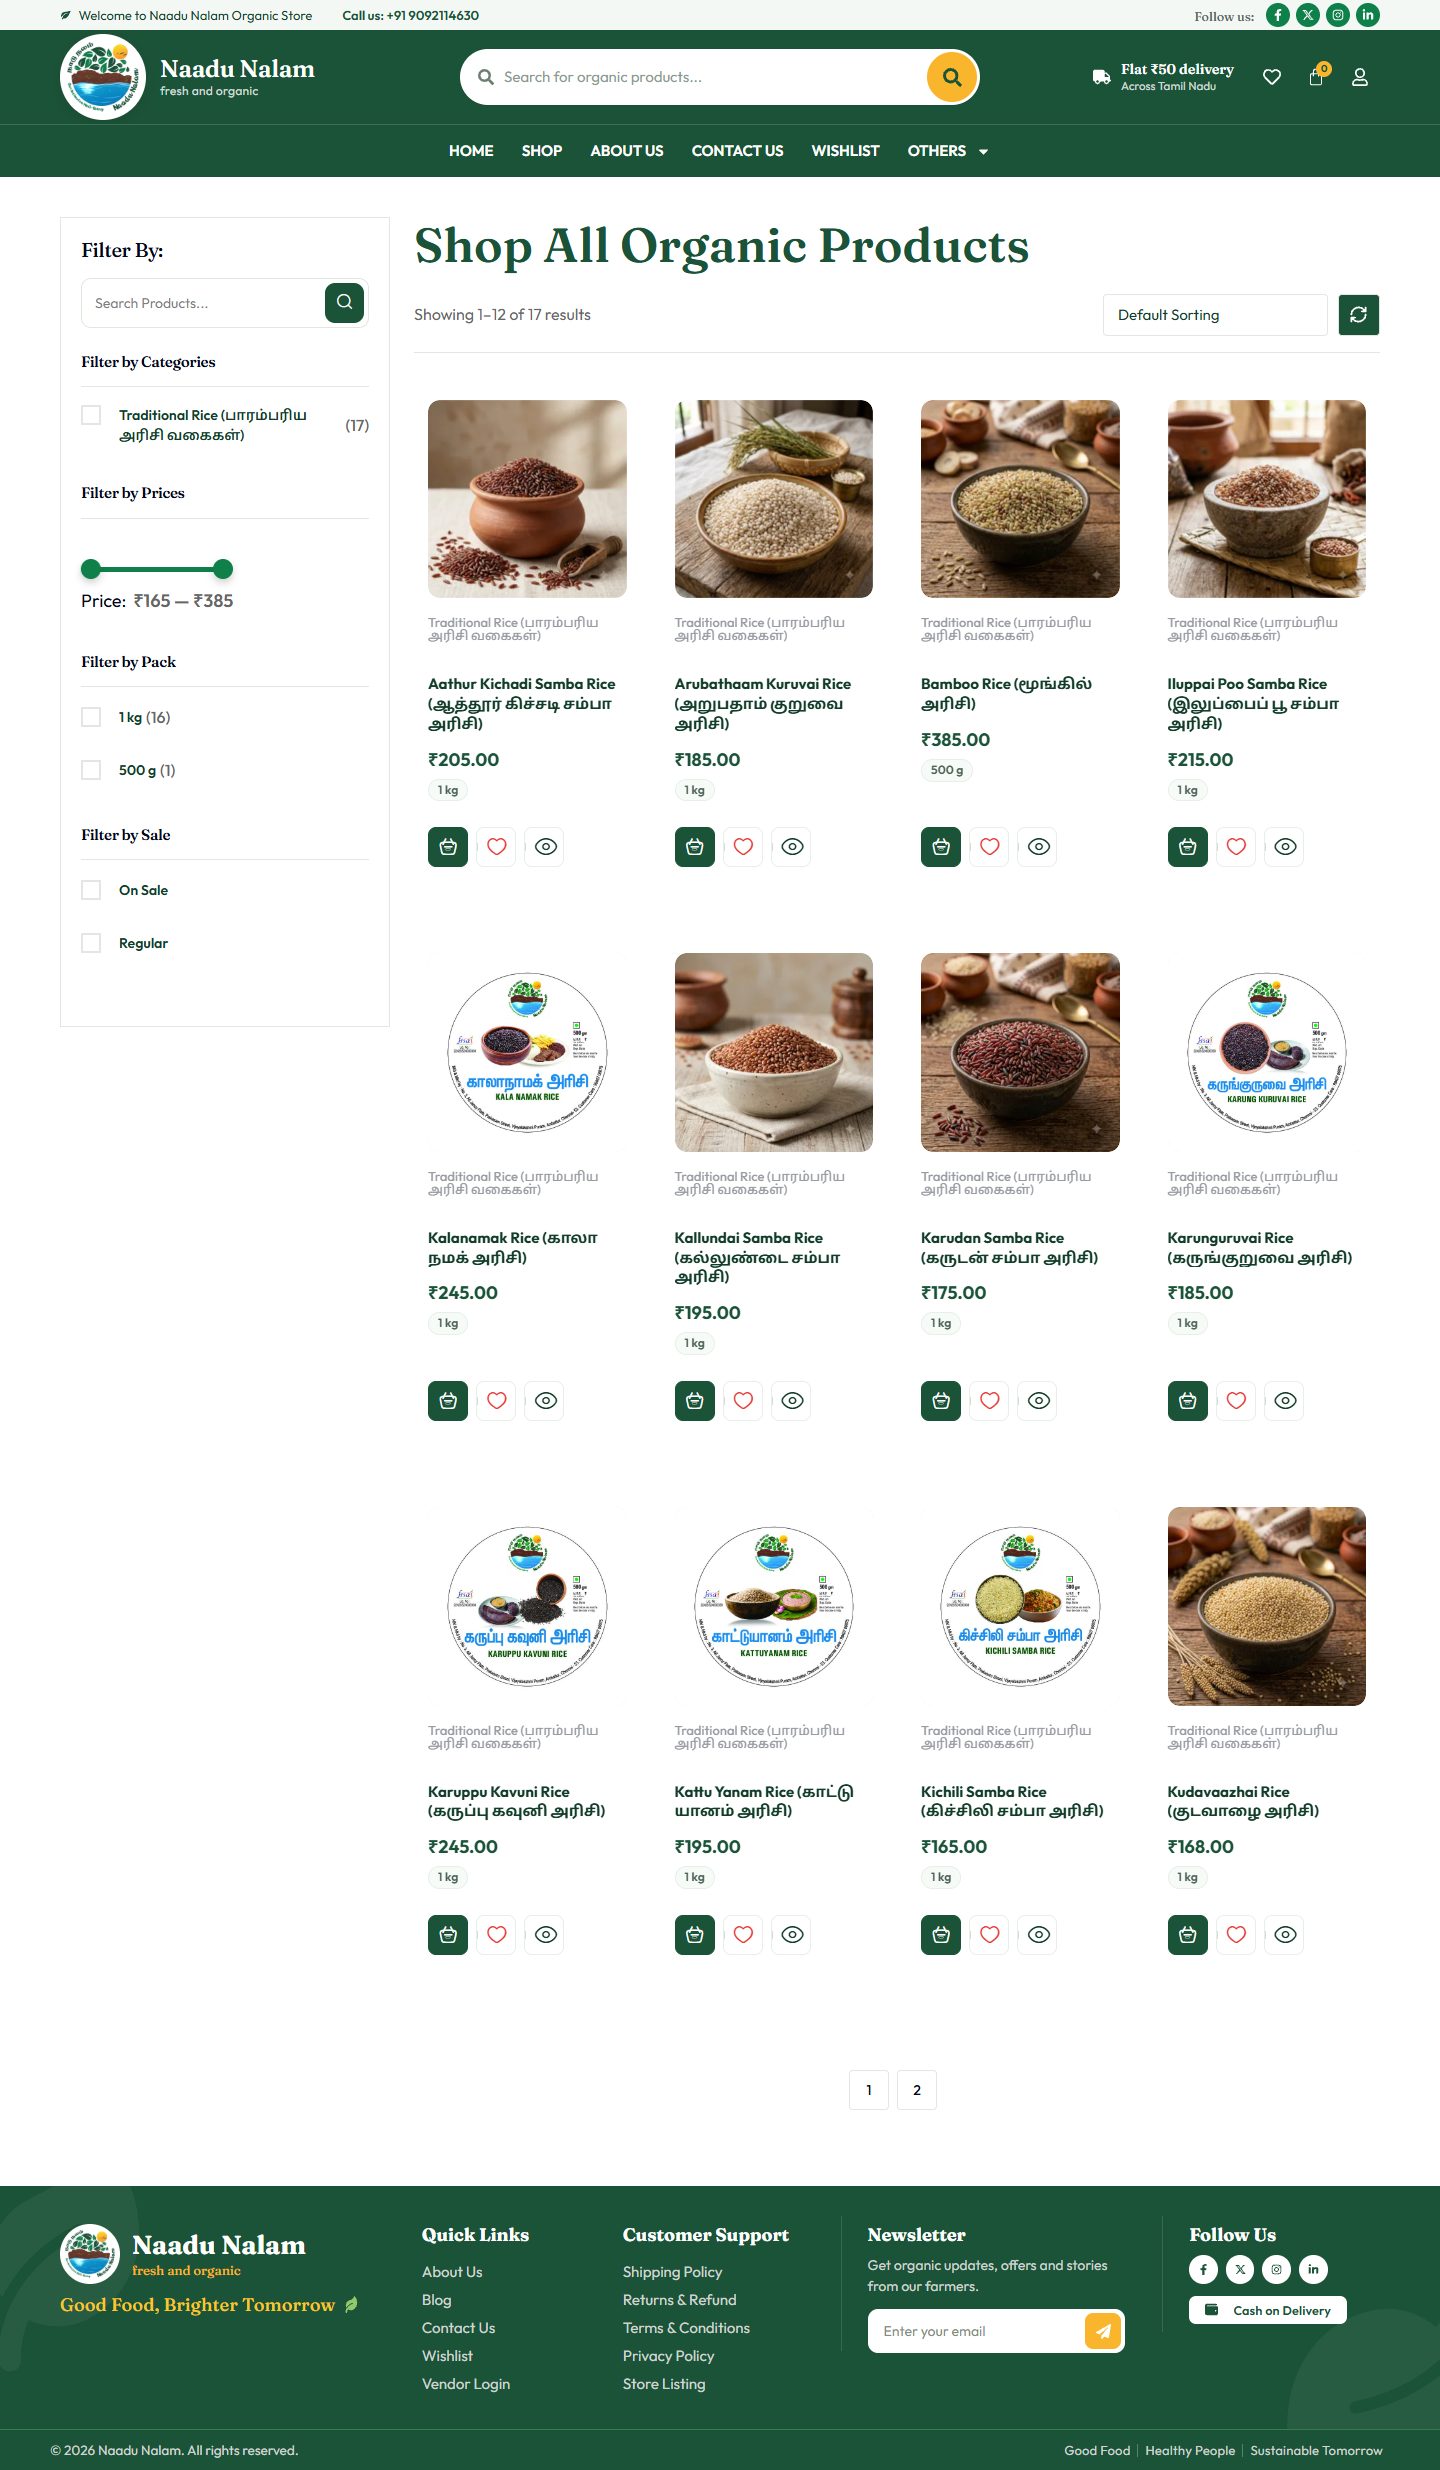 Welcome to Naadu Nalam Organic Store
Call us: +91 9092114630
Follow us:
Naadu Nalam
fresh and organic
Search for organic products...
Flat ₹50 delivery
Across Tamil Nadu
0
HOME
SHOP
ABOUT US
CONTACT US
WISHLIST
OTHERS
Filter By:
Search Products...
Filter by Categories
Traditional Rice (பாரம்பரிய
அரிசி வகைகள்)
(17)
Filter by Prices
Price: ₹165 — ₹385
Filter by Pack
1 kg (16)
500 g (1)
Filter by Sale
On Sale
Regular
Shop All Organic Products
Showing 1–12 of 17 results
Default Sorting
Traditional Rice (பாரம்பரிய
அரிசி வகைகள்)
Aathur Kichadi Samba Rice
(ஆத்தூர் கிச்சடி சம்பா
அரிசி)
₹205.00
1 kg
Traditional Rice (பாரம்பரிய
அரிசி வகைகள்)
Arubathaam Kuruvai Rice
(அறுபதாம் குறுவை
அரிசி)
₹185.00
1 kg
Traditional Rice (பாரம்பரிய
அரிசி வகைகள்)
Bamboo Rice (மூங்கில்
அரிசி)
₹385.00
500 g
Traditional Rice (பாரம்பரிய
அரிசி வகைகள்)
Iluppai Poo Samba Rice
(இலுப்பைப் பூ சம்பா
அரிசி)
₹215.00
1 kg
காலாநாமக் அரிசி
KALA NAMAK RICE
Traditional Rice (பாரம்பரிய
அரிசி வகைகள்)
Kalanamak Rice (காலா
நமக் அரிசி)
₹245.00
1 kg
Traditional Rice (பாரம்பரிய
அரிசி வகைகள்)
Kallundai Samba Rice
(கல்லுண்டை சம்பா
அரிசி)
₹195.00
1 kg
Traditional Rice (பாரம்பரிய
அரிசி வகைகள்)
Karudan Samba Rice
(கருடன் சம்பா அரிசி)
₹175.00
1 kg
கருங்குருவை அரிசி
KARUNG KURUVAI RICE
Traditional Rice (பாரம்பரிய
அரிசி வகைகள்)
Karunguruvai Rice
(கருங்குறுவை அரிசி)
₹185.00
1 kg
கருப்பு கவுனி அரிசி
KARUPPU KAVUNI RICE
Traditional Rice (பாரம்பரிய
அரிசி வகைகள்)
Karuppu Kavuni Rice
(கருப்பு கவுனி அரிசி)
₹245.00
1 kg
காட்டுயானம் அரிசி
KATTUYANAM RICE
Traditional Rice (பாரம்பரிய
அரிசி வகைகள்)
Kattu Yanam Rice (காட்டு
யானம் அரிசி)
₹195.00
1 kg
கிச்சிலி சம்பா அரிசி
KICHILI SAMBA RICE
Traditional Rice (பாரம்பரிய
அரிசி வகைகள்)
Kichili Samba Rice
(கிச்சிலி சம்பா அரிசி)
₹165.00
1 kg
Traditional Rice (பாரம்பரிய
அரிசி வகைகள்)
Kudavaazhai Rice
(குடவாழை அரிசி)
₹168.00
1 kg
1
2
Naadu Nalam
fresh and organic
Good Food, Brighter Tomorrow
Quick Links
About Us
Blog
Contact Us
Wishlist
Vendor Login
Customer Support
Shipping Policy
Returns & Refund
Terms & Conditions
Privacy Policy
Store Listing
Newsletter
Get organic updates, offers and stories
from our farmers.
Enter your email
Follow Us
Cash on Delivery
© 2026 Naadu Nalam. All rights reserved.
Good Food
Healthy People
Sustainable Tomorrow